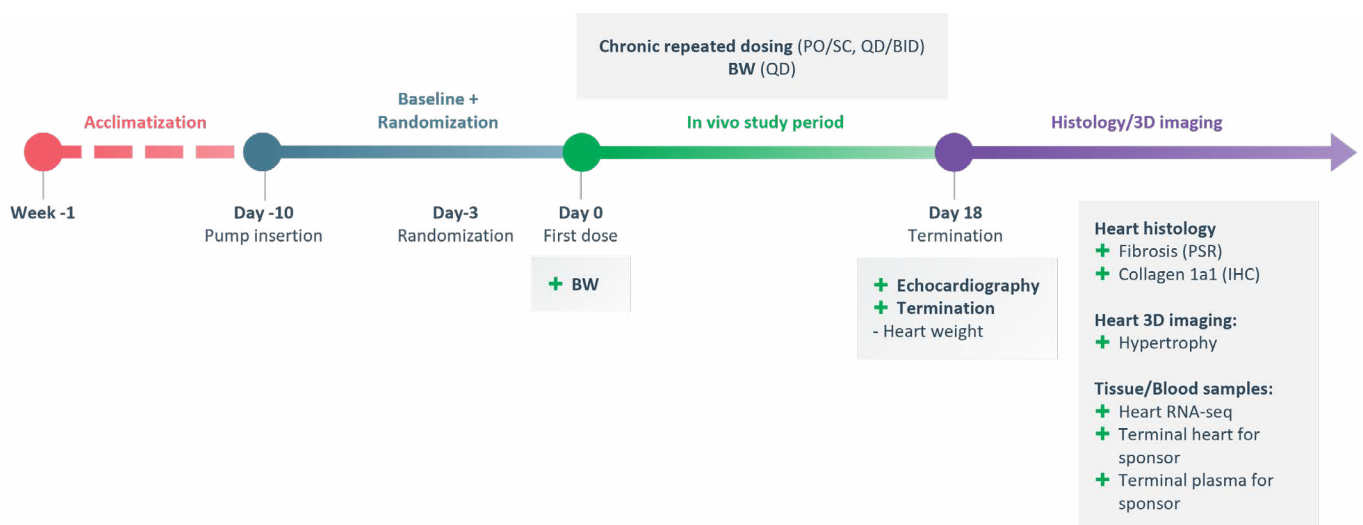 Chronic repeated dosing (PO/SC, QD/BID)
BW (QD)
Acclimatization
Baseline +
Randomization
In vivo study period
Histology/3D imaging
Week -1
Day -10
Pump insertion
Day-3
Randomization
Day 0
First dose
+ BW
Day 18
Termination
+ Echocardiography
+ Termination
- Heart weight
Heart histology
+ Fibrosis (PSR)
+ Collagen 1a1 (IHC)
Heart 3D imaging:
+ Hypertrophy
Tissue/Blood samples:
+ Heart RNA-seq
+ Terminal heart for
sponsor
+ Terminal plasma for
sponsor